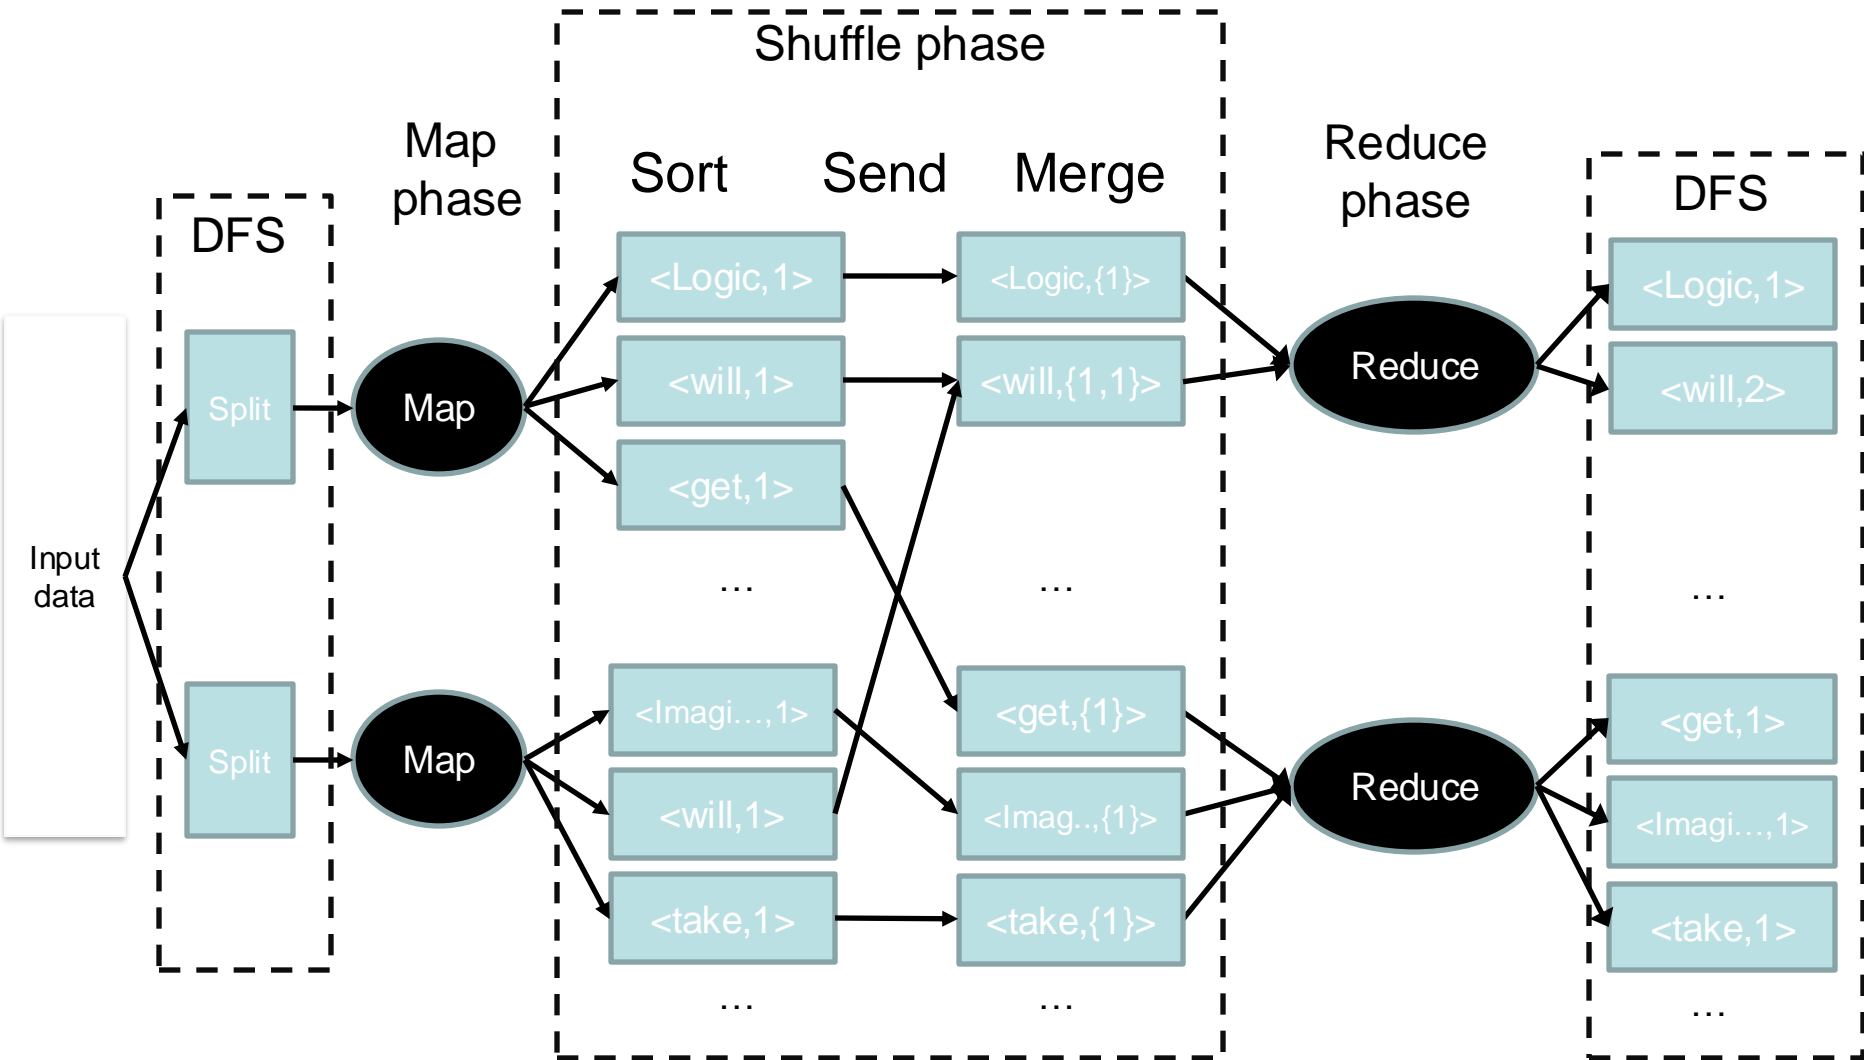 Shuffle phase
Map
phase
Sort
Send
Merge
Reduce
phase
DFS
DFS
Input
data
Split
Split
Map
Map
<Logic,1>
<will,1>
<get,1>
...
<Imagi...,1>
<will,1>
<take,1>
...
<Logic,{1}>
<will,{1,1}>
...
<get,{1}>
<Imag..,{1}>
<take,{1}>
...
Reduce
Reduce
<Logic,1>
<will,2>
...
<get,1>
<Imagi...,1>
<take,1>
...